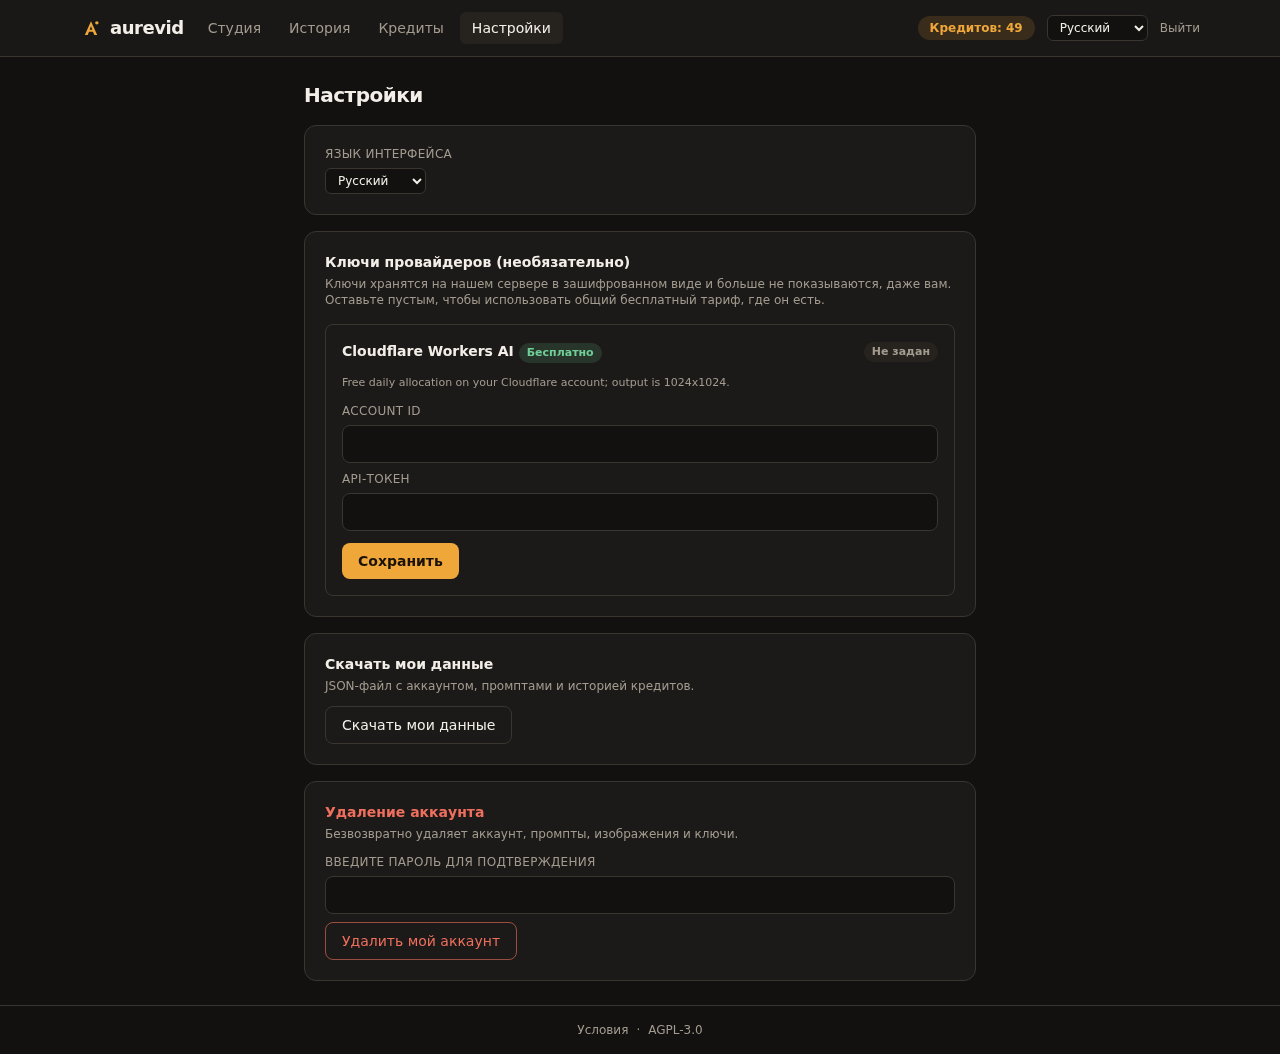 aurevid
Студия
История
Кредиты
Настройки
Кредитов: 49
Русский
Выйти
Настройки
ЯЗЫК ИНТЕРФЕЙСА
Русский
Ключи провайдеров (необязательно)
Ключи хранятся на нашем сервере в зашифрованном виде и больше не показываются, даже вам.
Оставьте пустым, чтобы использовать общий бесплатный тариф, где он есть.
Cloudflare Workers AI Бесплатно
Не задан
Free daily allocation on your Cloudflare account; output is 1024x1024.
ACCOUNT ID
API-ТОКЕН
Сохранить
Скачать мои данные
JSON-файл с аккаунтом, промптами и историей кредитов.
Скачать мои данные
Удаление аккаунта
Безвозвратно удаляет аккаунт, промпты, изображения и ключи.
ВВЕДИТЕ ПАРОЛЬ ДЛЯ ПОДТВЕРЖДЕНИЯ
Удалить мой аккаунт
Условия · AGPL-3.0